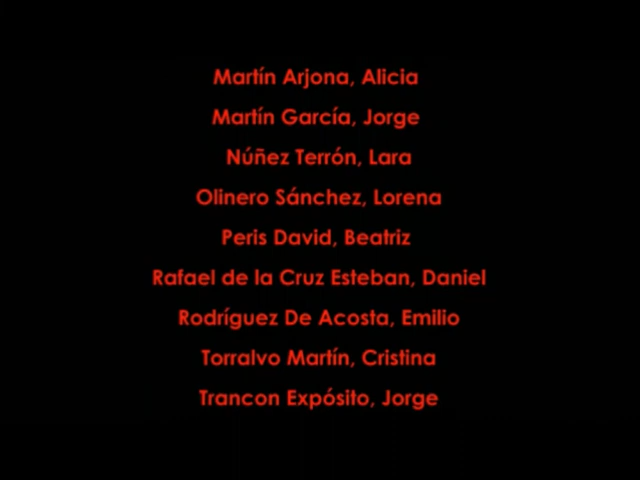 Martín Arjona, Alicia
Martín García, Jorge
Núñez Terrón, Lara
Olinero Sánchez, Lorena
Peris David, Beatriz
Rafael de la Cruz Esteban, Daniel
Rodríguez De Acosta, Emilio
Torralvo Martín, Cristina
Trancon Expósito, Jorge